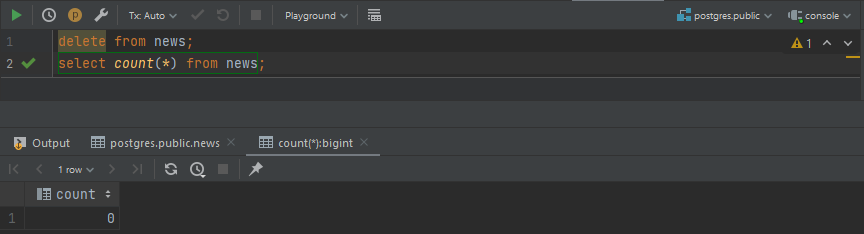 Tx: Auto
Playground
postgres.public
console
1 delete from news;
1
2 select count(*) from news;
Output
postgres.public.news
count(*):bigint
1 row
count
1 0